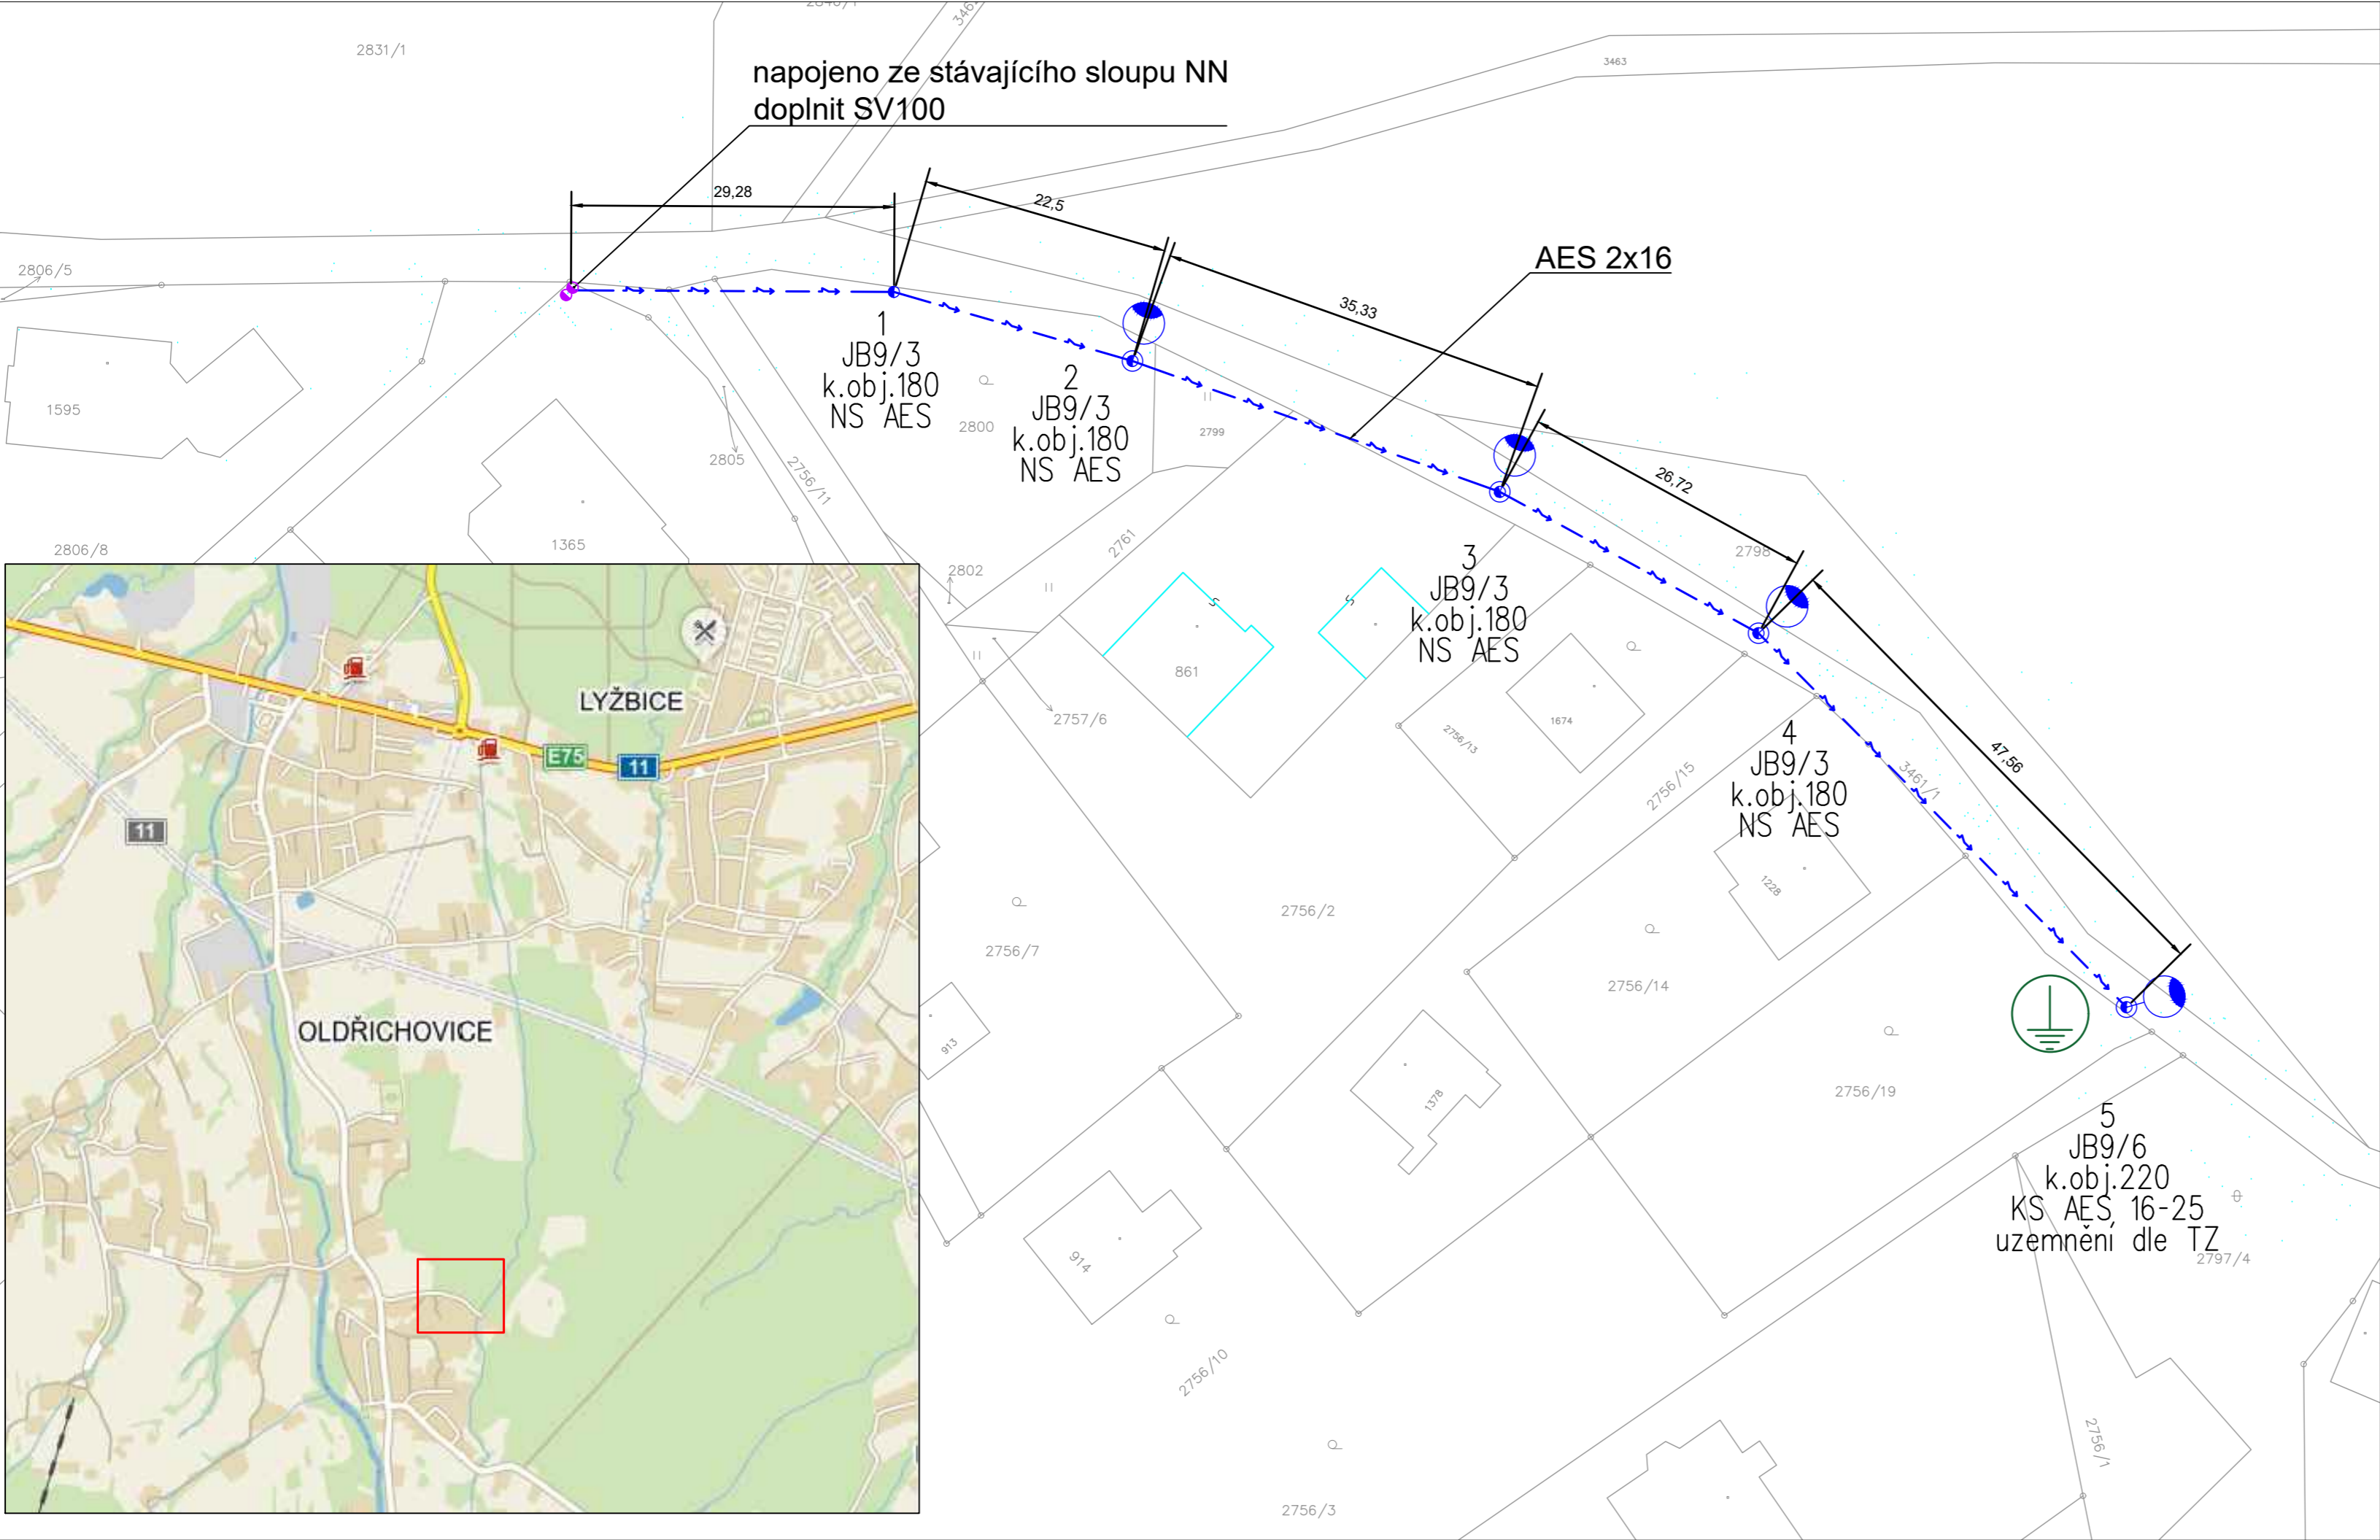 2831/1
3463
napojeno ze stávajícího sloupu NN
doplnit SV100
29,28
22,5
35,33
AES 2x16
26,72
47,56
2806/5
1595
2806/8
1365
2805
2756/11
1
JB9/3
k.obj.180
NS AES
2800
2
JB9/3
k.obj.180
NS AES
2799
2761
2802
3
JB9/3
k.obj.180
NS AES
2798
861
2757/6
2756/13
1674
2756/15
4
JB9/3
k.obj.180
NS AES
3461/1
1228
2756/2
2756/7
2756/14
913
1378
2756/19
5
JB9/6
k.obj.220
KS AES 16-25
uzemnění dle TZ
2797/4
914
2756/10
2756/3
2756/1
LYŽBICE
E75
11
11
OLDŘICHOVICE